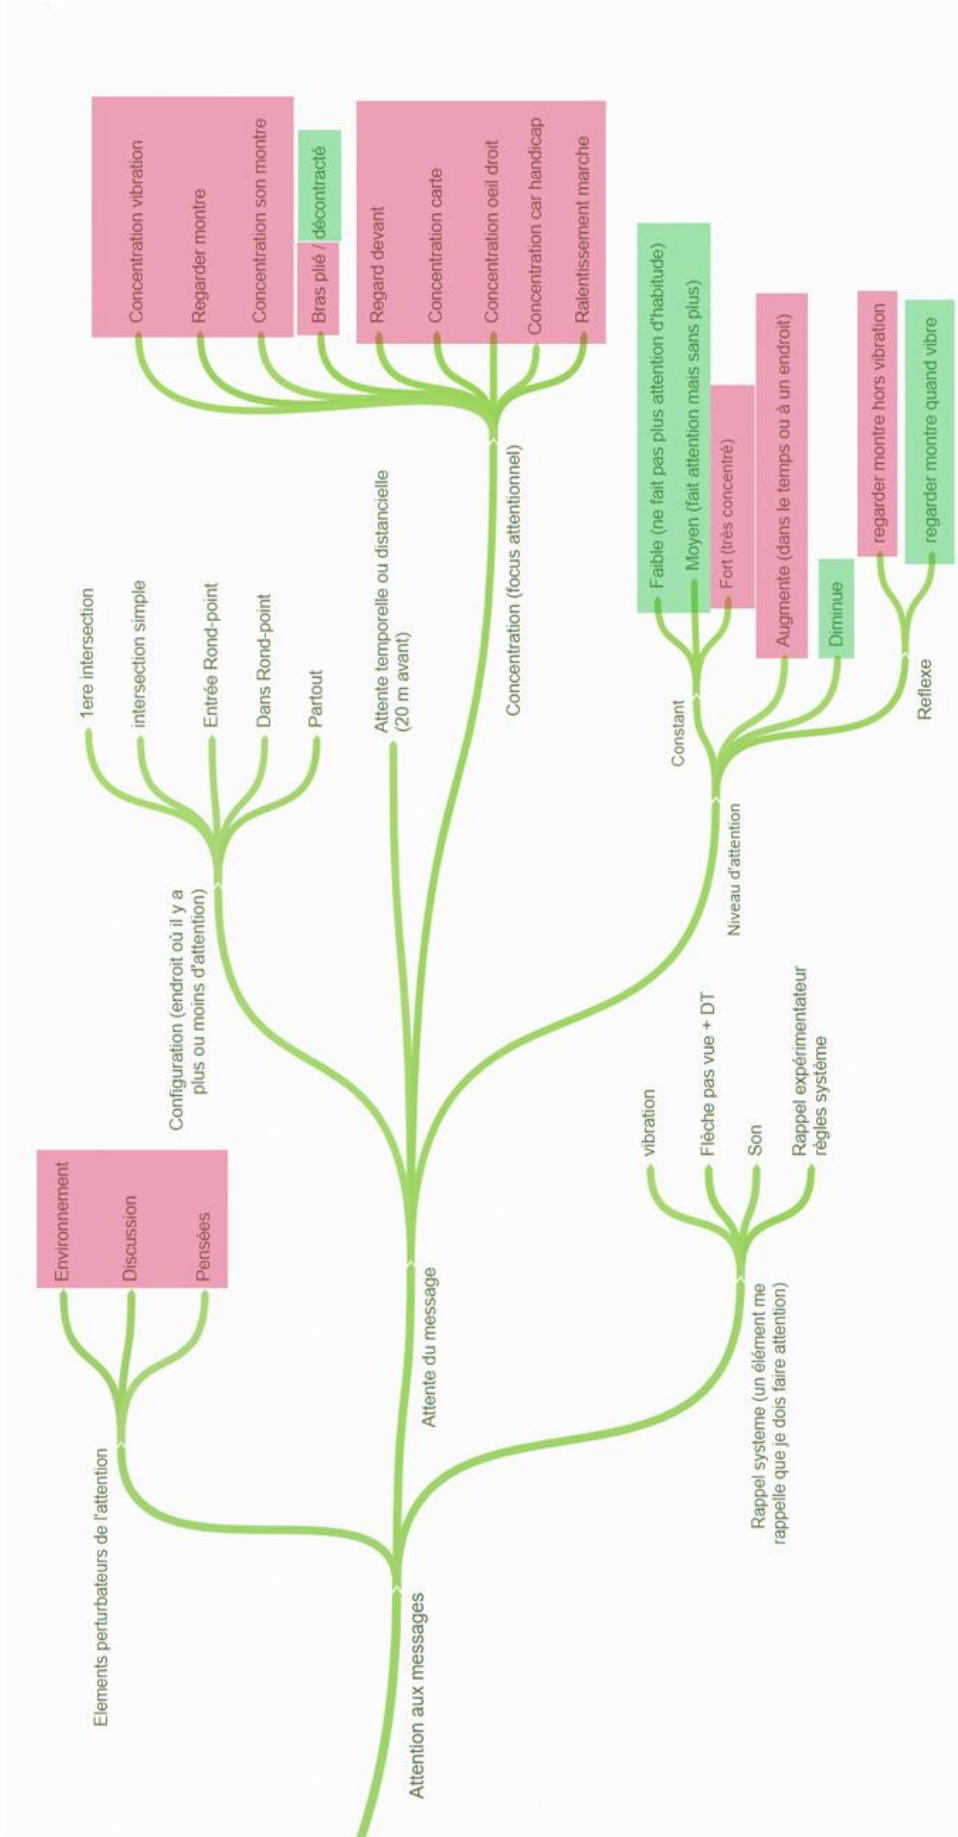 Attention aux messages
Elements perturbateurs de l'attention
Environnement
Discussion
Pensées
Attente du message
Configuration (endroit où il y a
plus ou moins d'attention)
1ere intersection
intersection simple
Entrée Rond-point
Dans Rond-point
Partout
Attente temporelle ou distancielle
(20 m avant)
Concentration (focus attentionnel)
Concentration vibration
Regarder montre
Concentration son montre
Bras plié / décontracté
Regard devant
Concentration carte
Concentration oeil droit
Concentration car handicap
Ralentissement marche
Niveau d'attention
Constant
Faible (ne fait pas plus attention d'habitude)
Moyen (fait attention mais sans plus)
Fort (très concentré)
Augmente (dans le temps ou à un endroit)
Diminue
Reflexe
regarder montre hors vibration
regarder montre quand vibre
Rappel systeme (un élément me
rappelle que je dois faire attention)
vibration
Flèche pas vue + DT
Son
Rappel expérimentateur
règles système